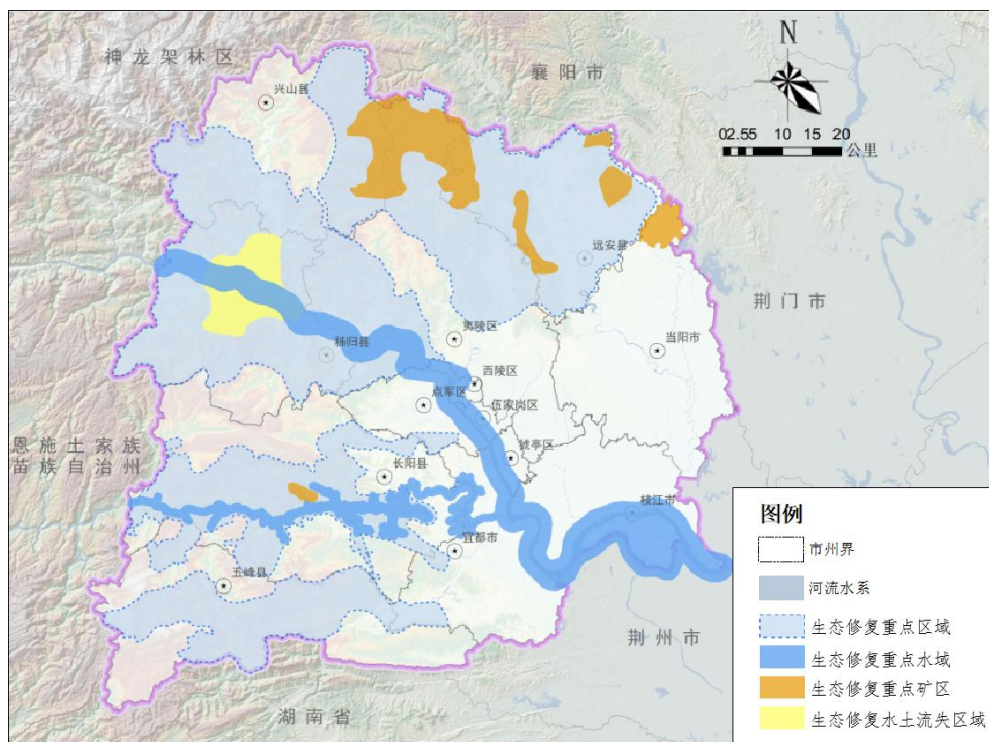 神龙架林区
襄阳市
N
兴山县
02.55 10 15 20
公里
远安县
荆门市
夷陵区
当阳市
秭归县
西陵区
点军区
伍家岗区
猇亭区
恩施土家族
苗族自治州
长阳县
枝江市
宜都市
五峰县
荆州市
湖南省
图例
市州界
河流水系
生态修复重点区域
生态修复重点水域
生态修复重点矿区
生态修复水土流失区域